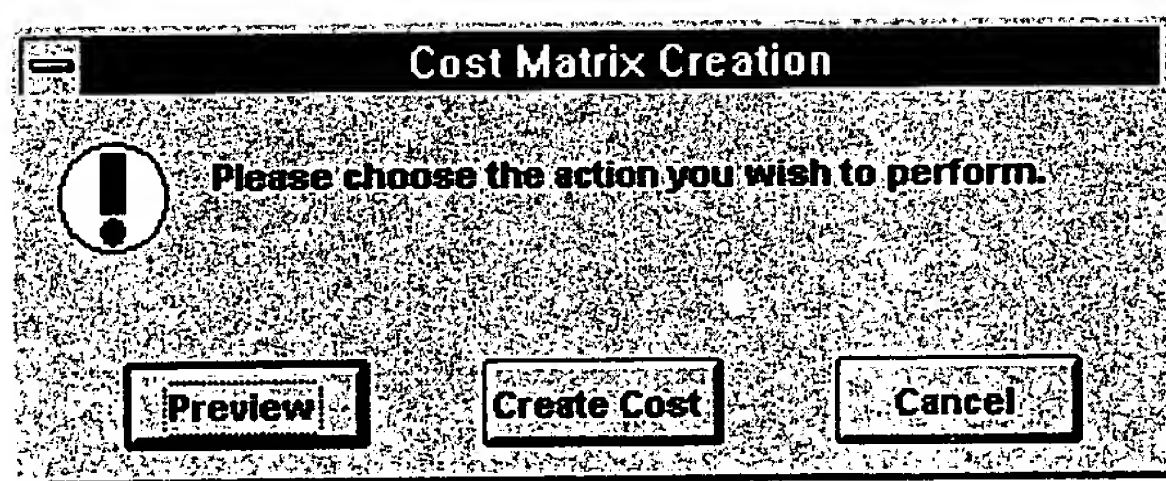 Cost Matrix Creation
Please choose the action you wish to perform.
Preview
Create Cost
Cancel